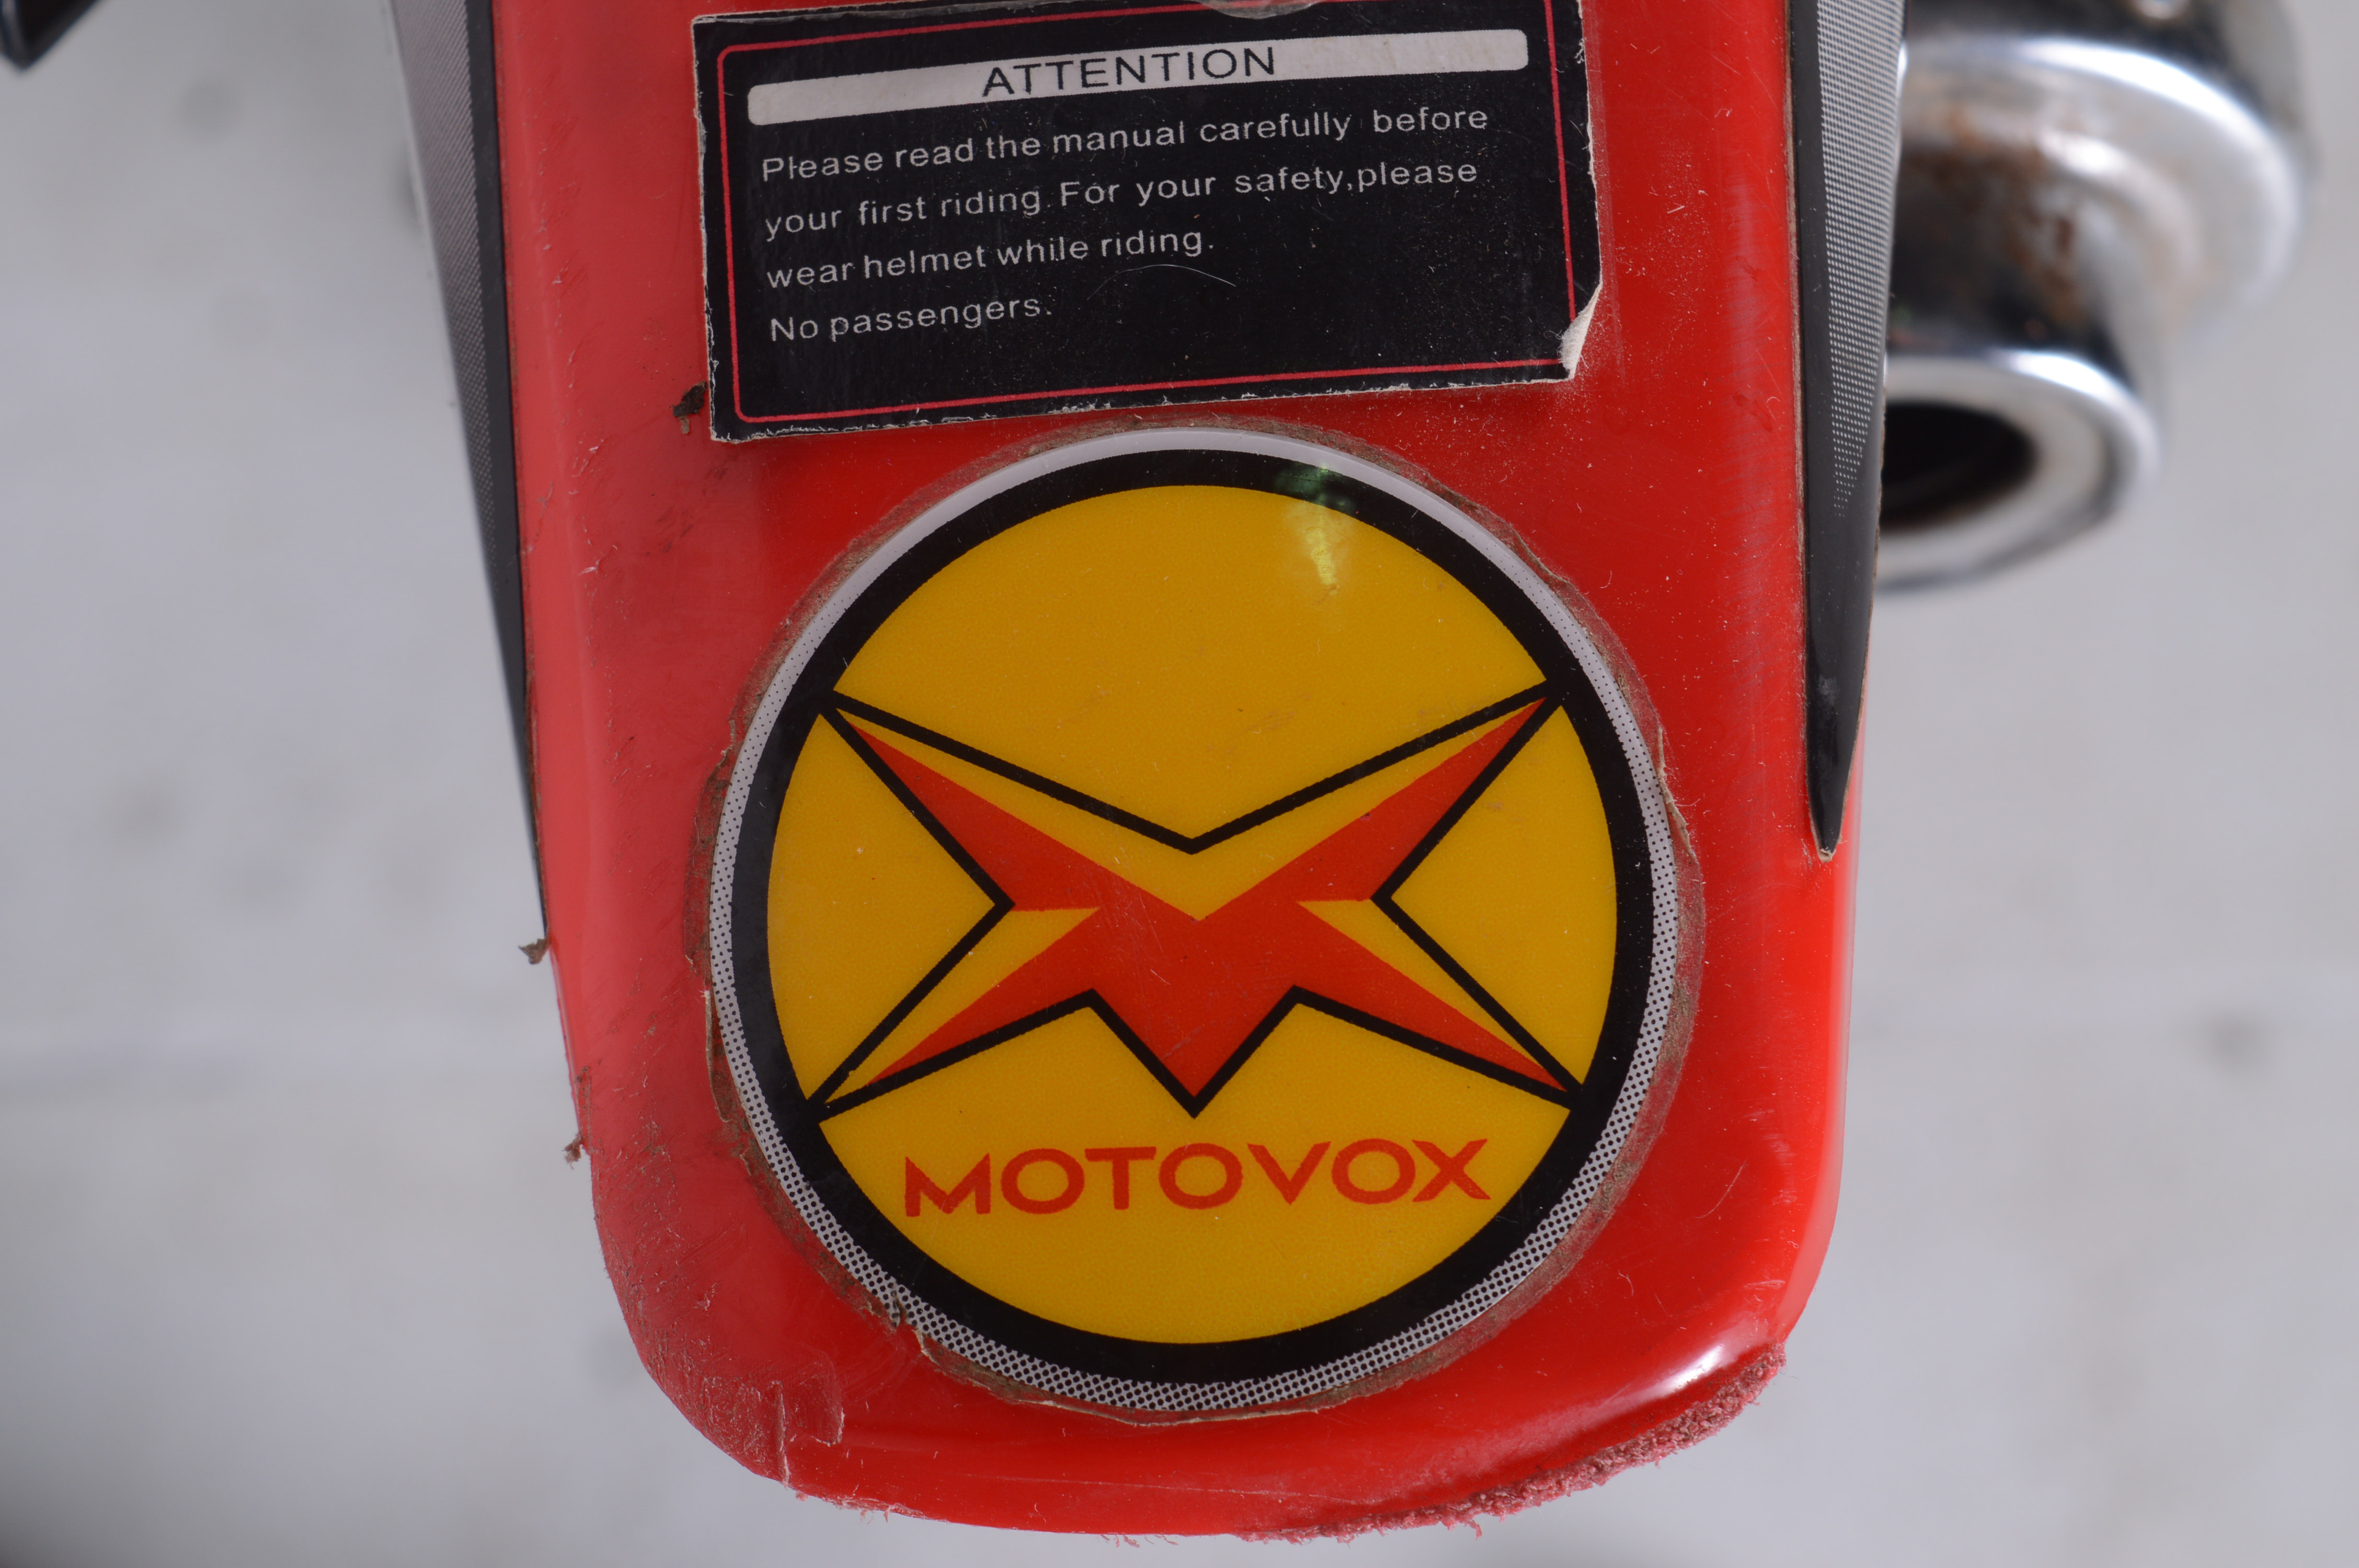 ATTENTION
Please read the manual carefully before
your first riding. For your safety,please
wear helmet while riding.
No passengers.
MOTOVOX